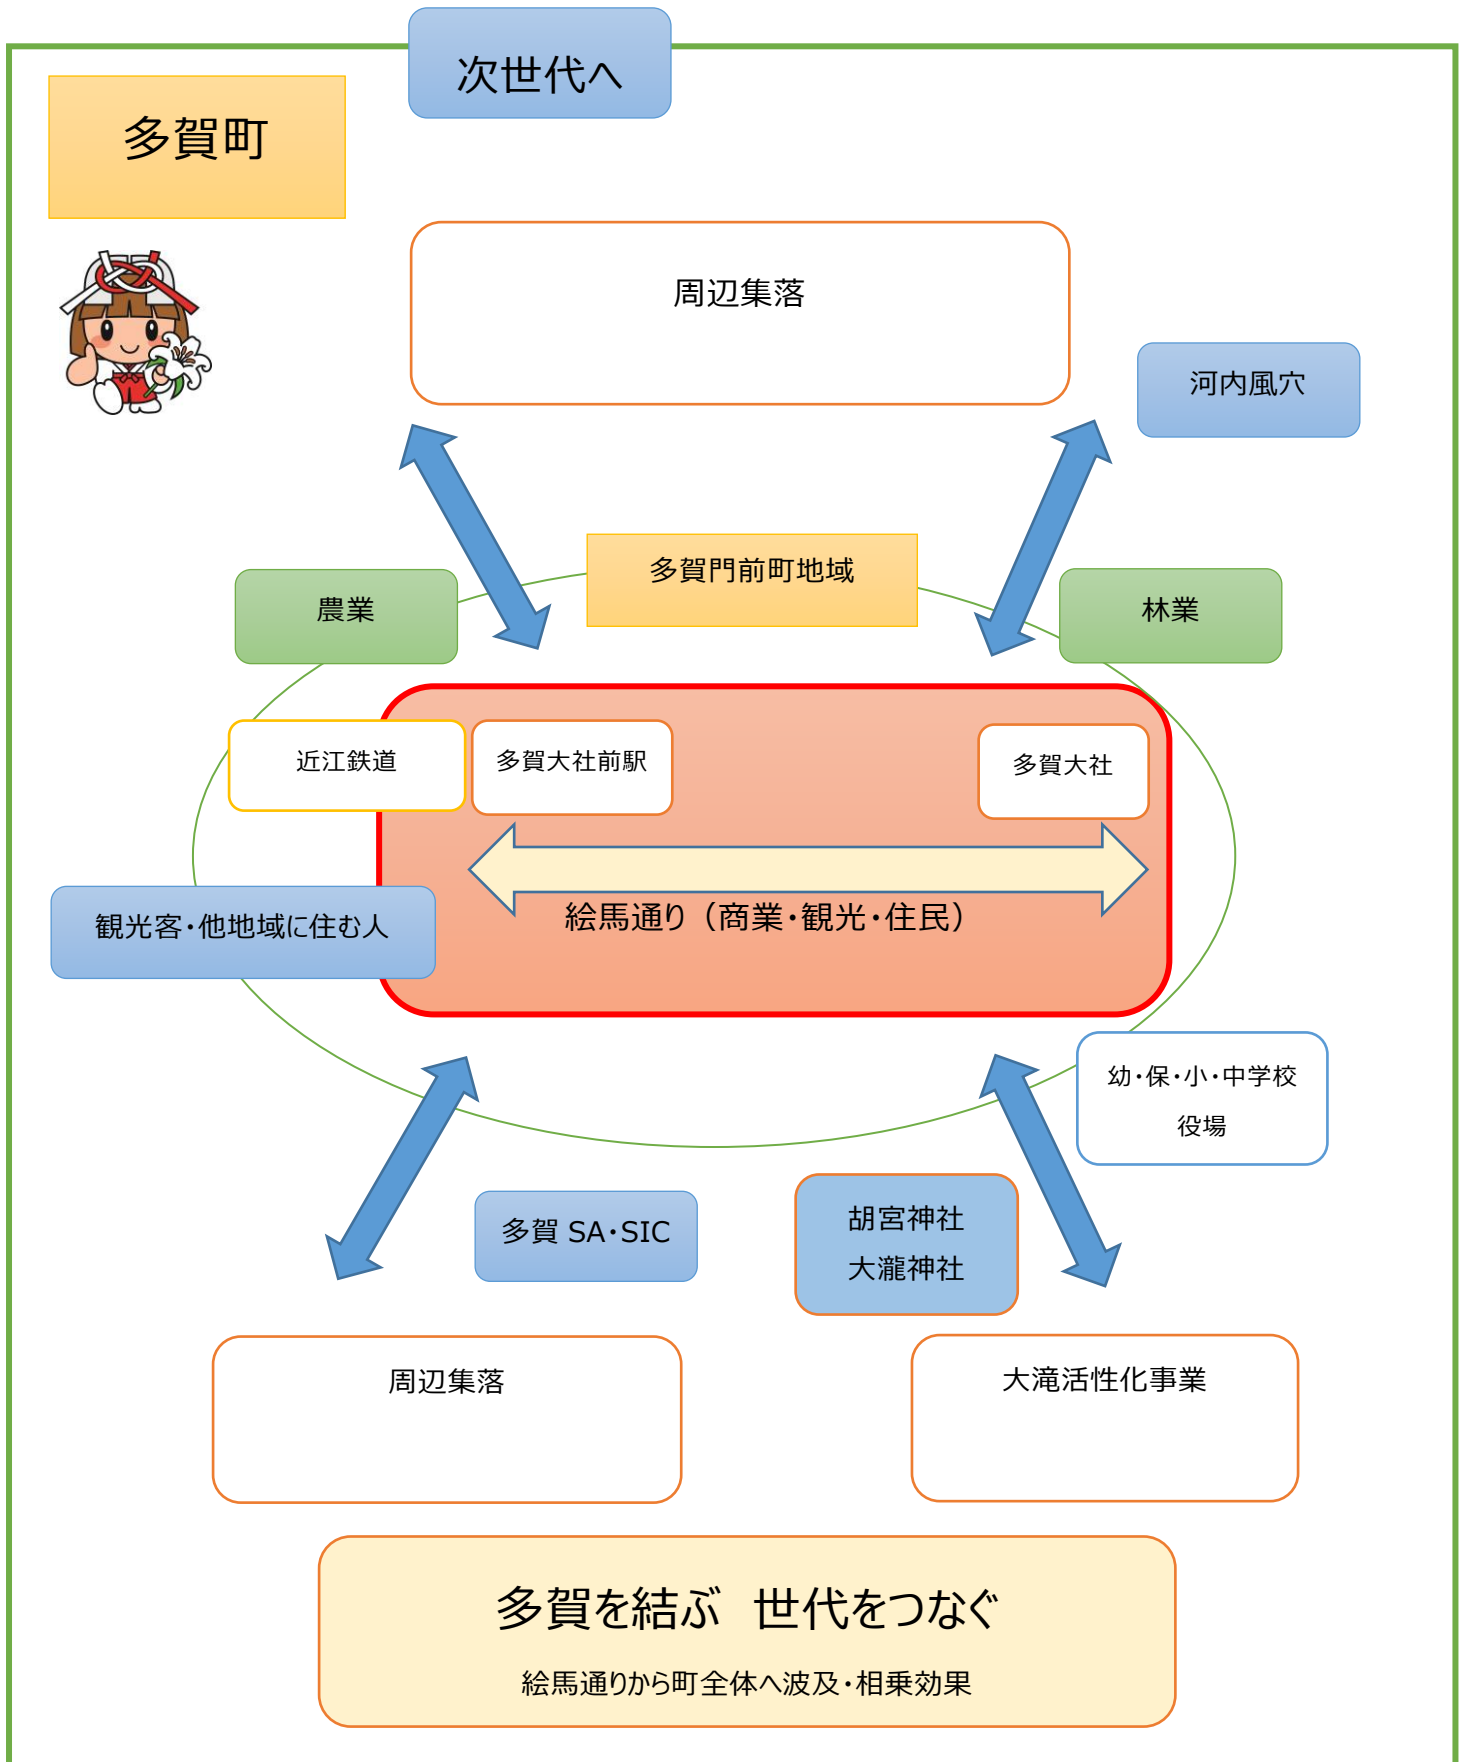 次世代へ
多賀町
周辺集落
河内風穴
多賀門前町地域
農業
林業
近江鉄道
多賀大社前駅
多賀大社
絵馬通り（商業・観光・住民）
観光客・他地域に住む人
幼・保・小・中学校
役場
多賀 SA・SIC
胡宮神社
大瀧神社
周辺集落
大滝活性化事業
多賀を結ぶ　世代をつなぐ
絵馬通りから町全体へ波及・相乗効果